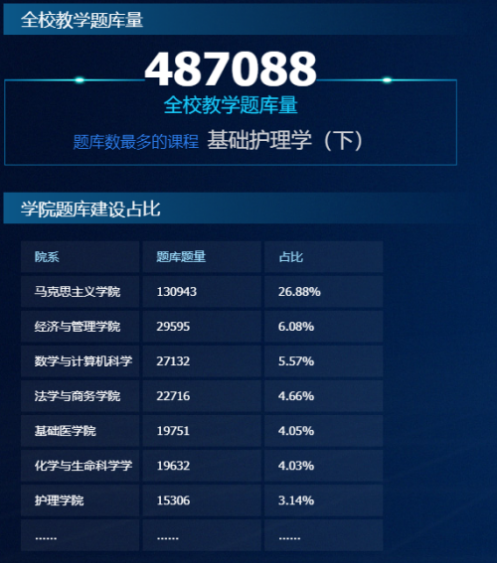 全校教学题库量
487088
全校教学题库量
题库数最多的课程 基础护理学（下）
学院题库建设占比
院系 题库题量 占比
马克思主义学院 130943 26.88%
经济与管理学院 29595 6.08%
数学与计算机科学 27132 5.57%
法学与商务学院 22716 4.66%
基础医学院 19751 4.05%
化学与生命科学学 19632 4.03%
护理学院 15306 3.14%
...... ...... ......